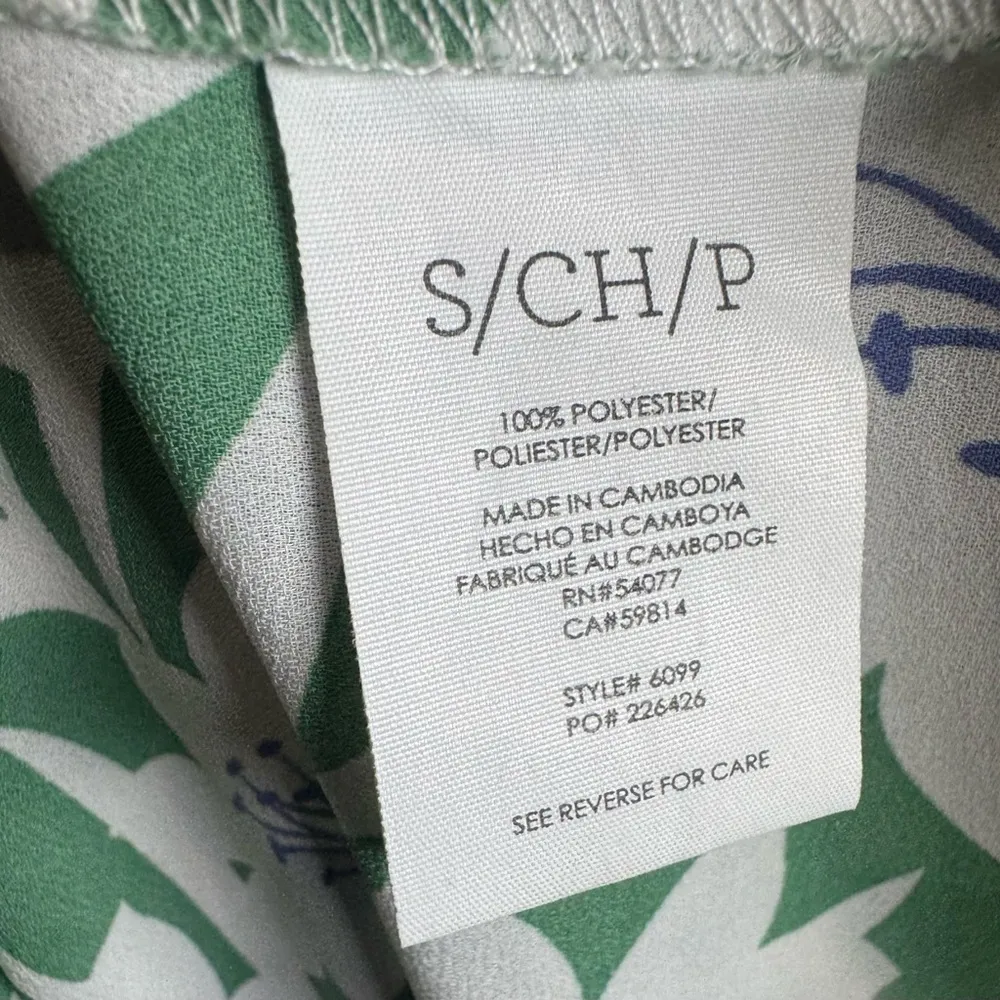 S/CH/P
100% POLYESTER/
POLIESTER/POLYESTER
MADE IN CAMBODIA
HECHO EN CAMBOYA
FABRIQUÉ AU CAMBODGE
RN#54077
CA#59814
STYLE# 6099
PO# 226426
SEE REVERSE FOR CARE